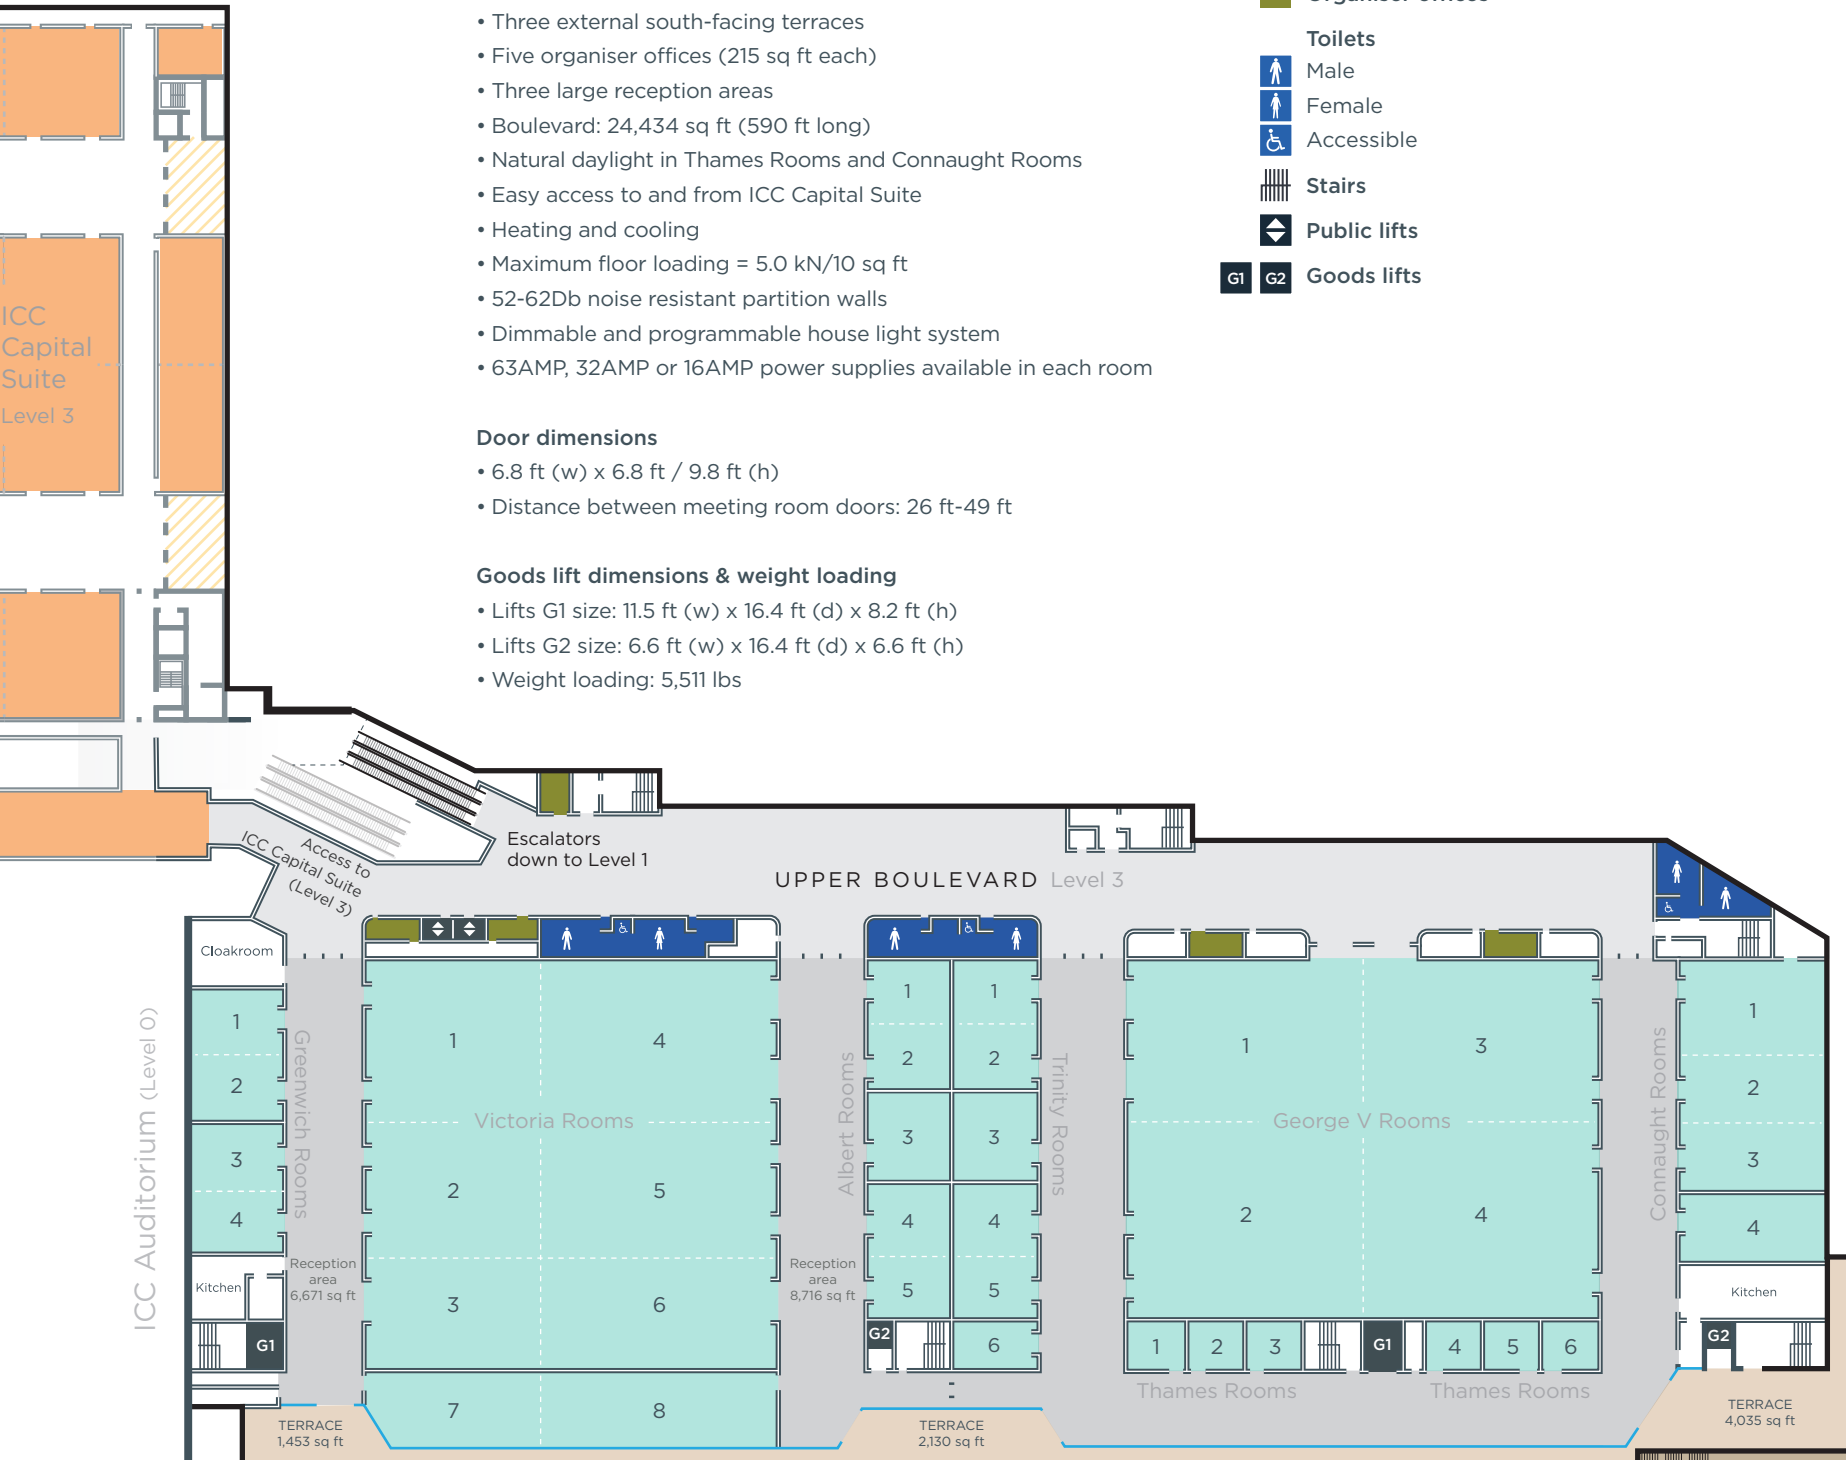 • Three external south-facing terraces
• Five organiser offices (215 sq ft each)
• Three large reception areas
• Boulevard: 24,434 sq ft (590 ft long)
• Natural daylight in Thames Rooms and Connaught Rooms
• Easy access to and from ICC Capital Suite
• Heating and cooling
• Maximum floor loading = 5.0 kN/10 sq ft
• 52-62Db noise resistant partition walls
• Dimmable and programmable house light system
• 63AMP, 32AMP or 16AMP power supplies available in each room
Door dimensions
• 6.8 ft (w) x 6.8 ft / 9.8 ft (h)
• Distance between meeting room doors: 26 ft-49 ft
Goods lift dimensions & weight loading
• Lifts G1 size: 11.5 ft (w) x 16.4 ft (d) x 8.2 ft (h)
• Lifts G2 size: 6.6 ft (w) x 16.4 ft (d) x 6.6 ft (h)
• Weight loading: 5,511 lbs
Organiser offices
Toilets
Male
Female
Accessible
Stairs
Public lifts
G1 G2 Goods lifts
ICC
Capital
Suite
Level 3
Escalators
down to Level 1
Access to
ICC Capital Suite
(Level 3)
UPPER BOULEVARD Level 3
ICC Auditorium (Level 0)
Cloakroom
1
2
3
4
Greenwich Rooms
Kitchen
G1
Reception
area
6,671 sq ft
Victoria Rooms
1
4
2
5
3
6
7
8
Reception
area
8,716 sq ft
Albert Rooms
1
2
3
4
5
G2
Trinity Rooms
1
2
3
4
5
6
George V Rooms
1
3
2
4
1
2
3
G1
4
5
6
Thames Rooms
Thames Rooms
Connaught Rooms
1
2
3
4
Kitchen
G2
TERRACE
1,453 sq ft
TERRACE
2,130 sq ft
TERRACE
4,035 sq ft